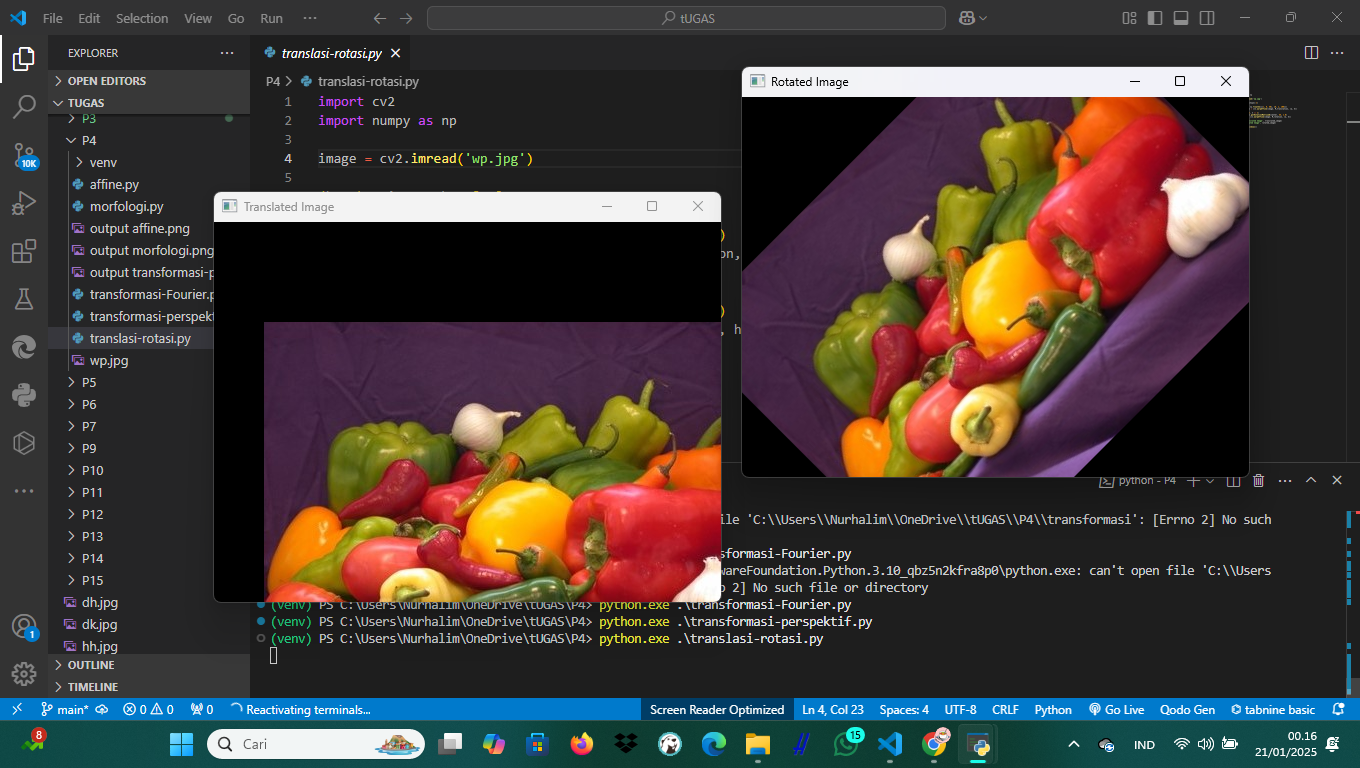 File Edit Selection View Go Run ··· tUGAS
EXPLORER
OPEN EDITORS
TUGAS
P3
P4
venv
affine.py
morfologi.py
output affine.png
output morfologi.png
output transformasi-p
transformasi-Fourier.p
transformasi-perspekt
translasi-rotasi.py
wp.jpg
P5
P6
P7
P9
P10
P11
P12
P13
P14
P15
dh.jpg
dk.jpg
hh.jpg
OUTLINE
TIMELINE
10K
1
translasi-rotasi.py
P4 > translasi-rotasi.py
1 import cv2
2 import numpy as np
3
4 image = cv2.imread('wp.jpg')
5
Translated Image
Rotated Image
)
on,
)
, h
python - P4
ile 'C:\\Users\\Nurhalim\\OneDrive\\tUGAS\\P4\\transformasi': [Errno 2] No such
sformasi-Fourier.py
wareFoundation.Python.3.10_qbz5n2kfra8p0\python.exe: can't open file 'C:\\Users
o 2] No such file or directory
(venv) PS C:\Users\Nurhalim\OneDrive\tUGAS\P4> python.exe .\transformasi-Fourier.py
(venv) PS C:\Users\Nurhalim\OneDrive\tUGAS\P4> python.exe .\transformasi-perspektif.py
(venv) PS C:\Users\Nurhalim\OneDrive\tUGAS\P4> python.exe .\translasi-rotasi.py
main* 0 0 0 Reactivating terminals... Screen Reader Optimized Ln 4, Col 23 Spaces: 4 UTF-8 CRLF Python Go Live Qodo Gen tabnine basic
8 Cari 15 IND 00.16
21/01/2025